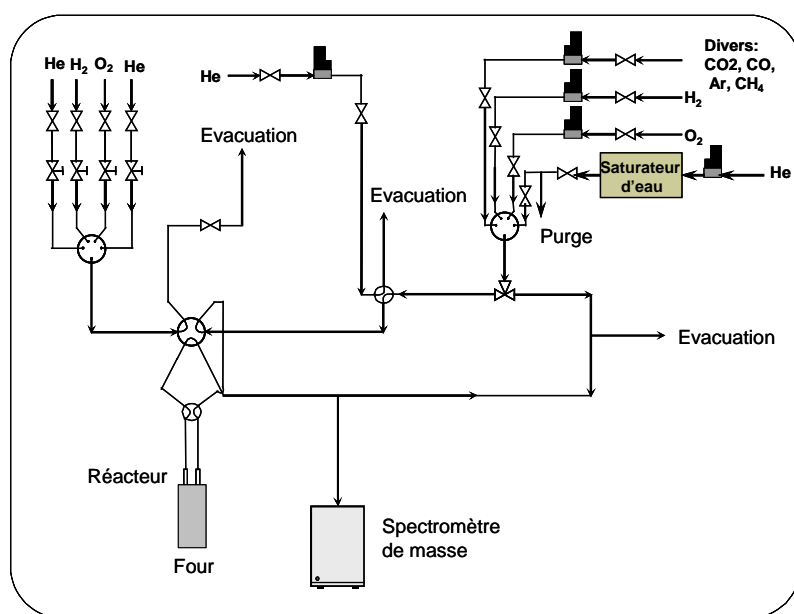 He H2 O2 He
He
Evacuation
Evacuation
Divers:
CO2, CO,
Ar, CH4
H2
O2
Saturateur
d'eau
He
Purge
Evacuation
Réacteur
Four
Spectromètre
de masse